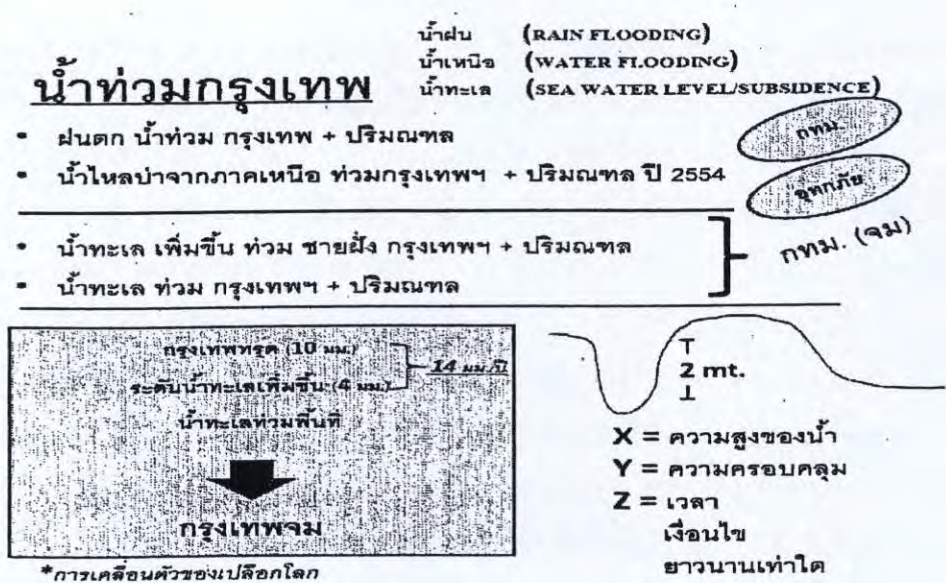 น้ำฝน (RAIN FLOODING)
น้ำเหนือ (WATER FLOODING)
น้ำทะเล (SEA WATER LEVEL/SUBSIDENCE)
น้ำท่วมกรุงเทพ
• ฝนตก น้ำท่วม กรุงเทพ + ปริมณฑล
• น้ำไหลบ่าจากภาคเหนือ ท่วมกรุงเทพฯ + ปริมณฑล ปี 2554
กทม.
อุทกภัย
• น้ำทะเล เพิ่มขึ้น ท่วม ชายฝั่ง กรุงเทพฯ + ปริมณฑล
• น้ำทะเล ท่วม กรุงเทพฯ + ปริมณฑล
กทม. (จม)
กรุงเทพทรุด (10 มม.)
ระดับน้ำทะเลเพิ่มขึ้น (4 มม.)
14 มม./ปี
น้ำทะเลท่วมพื้นที่
กรุงเทพจม
*การเคลื่อนตัวของเปลือกโลก
2 mt.
X = ความสูงของน้ำ
Y = ความครอบคลุม
Z = เวลา
เงื่อนไข
ยาวนานเท่าใด